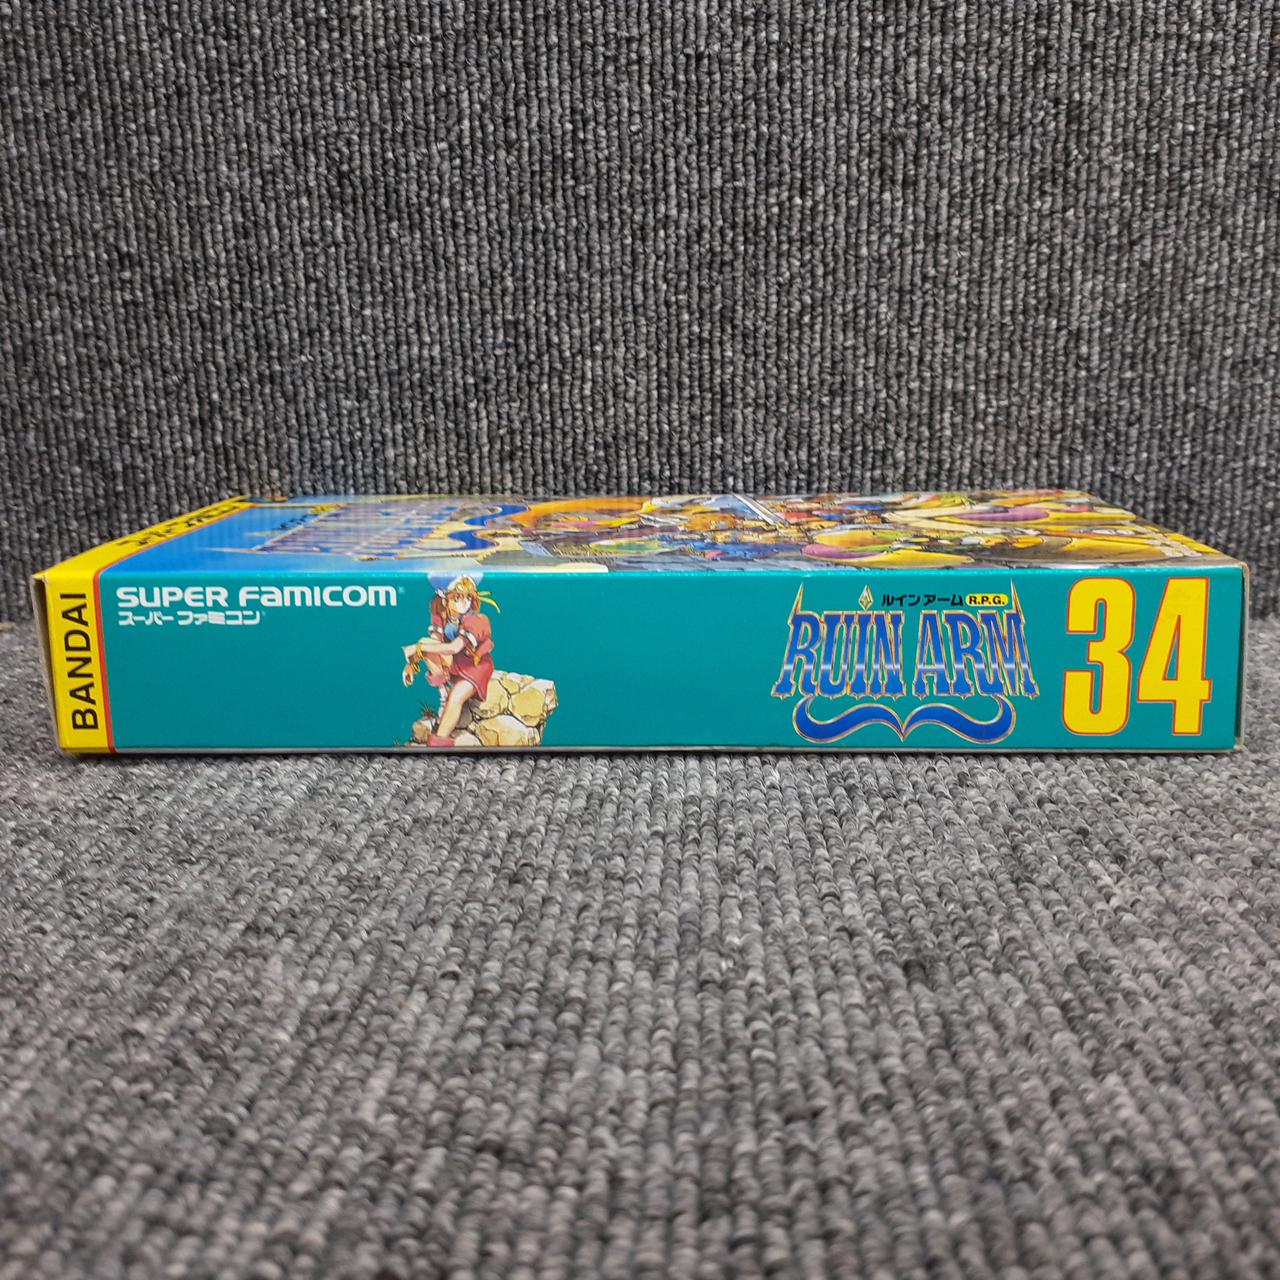 BANDAI
SUPER FAMICOM®
スーパー ファミコン
ルイン アーム R.P.G.
RUIN ARM
34